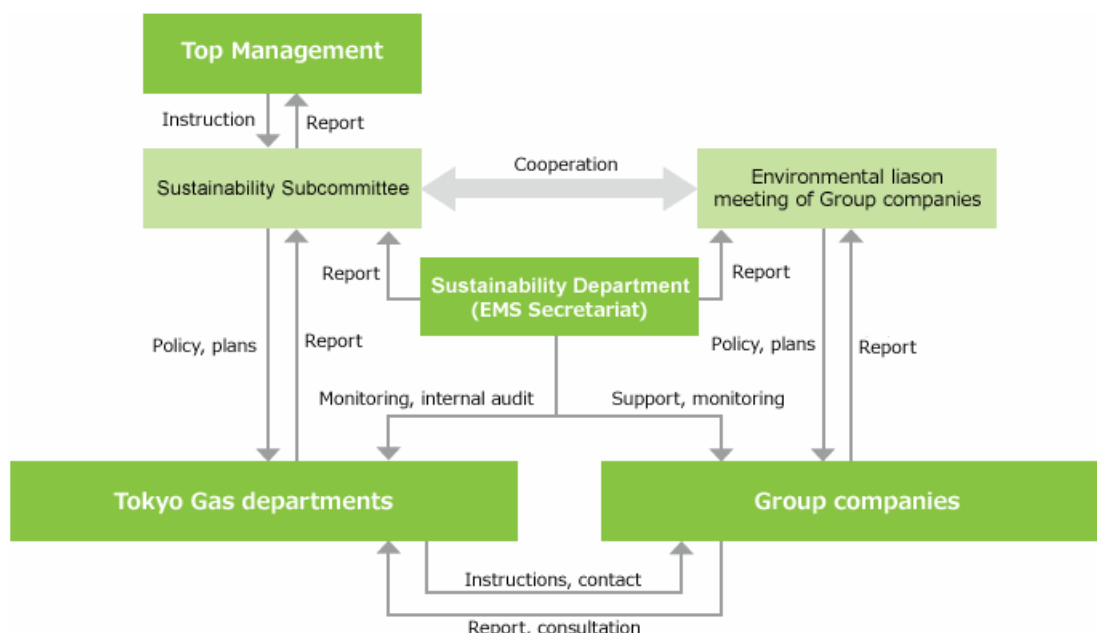 Top Management
Instruction
Report
Sustainability Subcommittee
Cooperation
Environmental liason
meeting of Group companies
Report
Sustainability Department
(EMS Secretariat)
Report
Policy, plans
Report
Policy, plans
Report
Monitoring, internal audit
Support, monitoring
Tokyo Gas departments
Group companies
Instructions, contact
Report, consultation